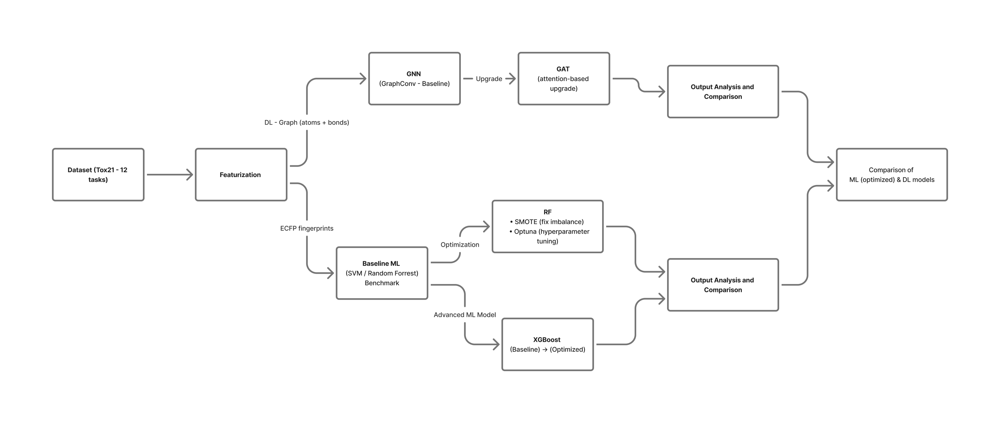 GNN
(GraphConv - Baseline)
Upgrade
GAT
(attention-based
upgrade)
Output Analysis and
Comparison
DL - Graph (atoms + bonds)
Dataset (Tox21 - 12
tasks)
Featurization
Comparison of
ML (optimized) & DL models
ECFP fingerprints
Baseline ML
(SVM / Random Forrest)
Benchmark
Optimization
RF
• SMOTE (fix imbalance)
• Optuna (hyperparameter
tuning)
Advanced ML Model
XGBoost
(Baseline) → (Optimized)
Output Analysis and
Comparison